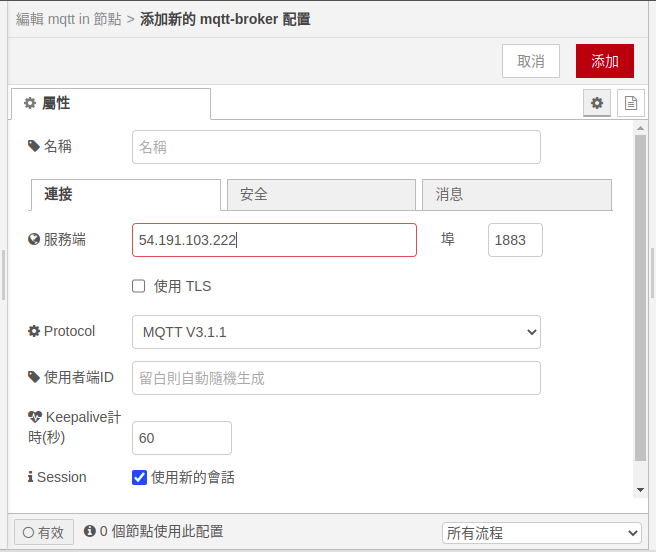 編輯 mqtt in 節點 > 添加新的 mqtt-broker 配置
取消 添加
屬性
名稱 名稱
連接 安全 消息
服務端 54.191.103.222 埠 1883
使用 TLS
Protocol MQTT V3.1.1
使用者端ID 留白則自動隨機生成
Keepalive計
時(秒) 60
Session 使用新的會話
有效 0 個節點使用此配置 所有流程